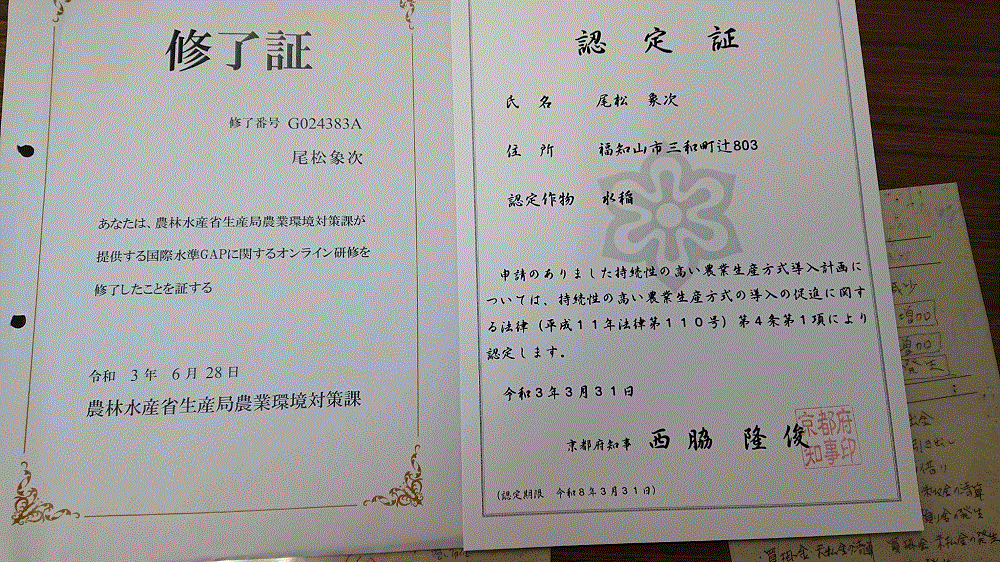 修了証
修了番号 G024383A
尾松象次
あなたは、農林水産省生産局農業環境対策課が
提供する国際水準GAPに関するオンライン研修を
修了したことを証する
令和 3年 6月 28日
農林水産省生産局農業環境対策課
認定証
氏名 尾松 象次
住所 福知山市三和町辻803
認定作物 水稲
申請のありました持続性の高い農業生産方式導入計画に
ついては、持続性の高い農業生産方式の導入の促進に関す
る法律（平成11年法律第110号）第4条第1項により
認定します。
令和3年3月31日
京都府知事 西脇 隆俊
京都府
知事印
(認定期限 令和8年3月31日)
増加
増加
発生